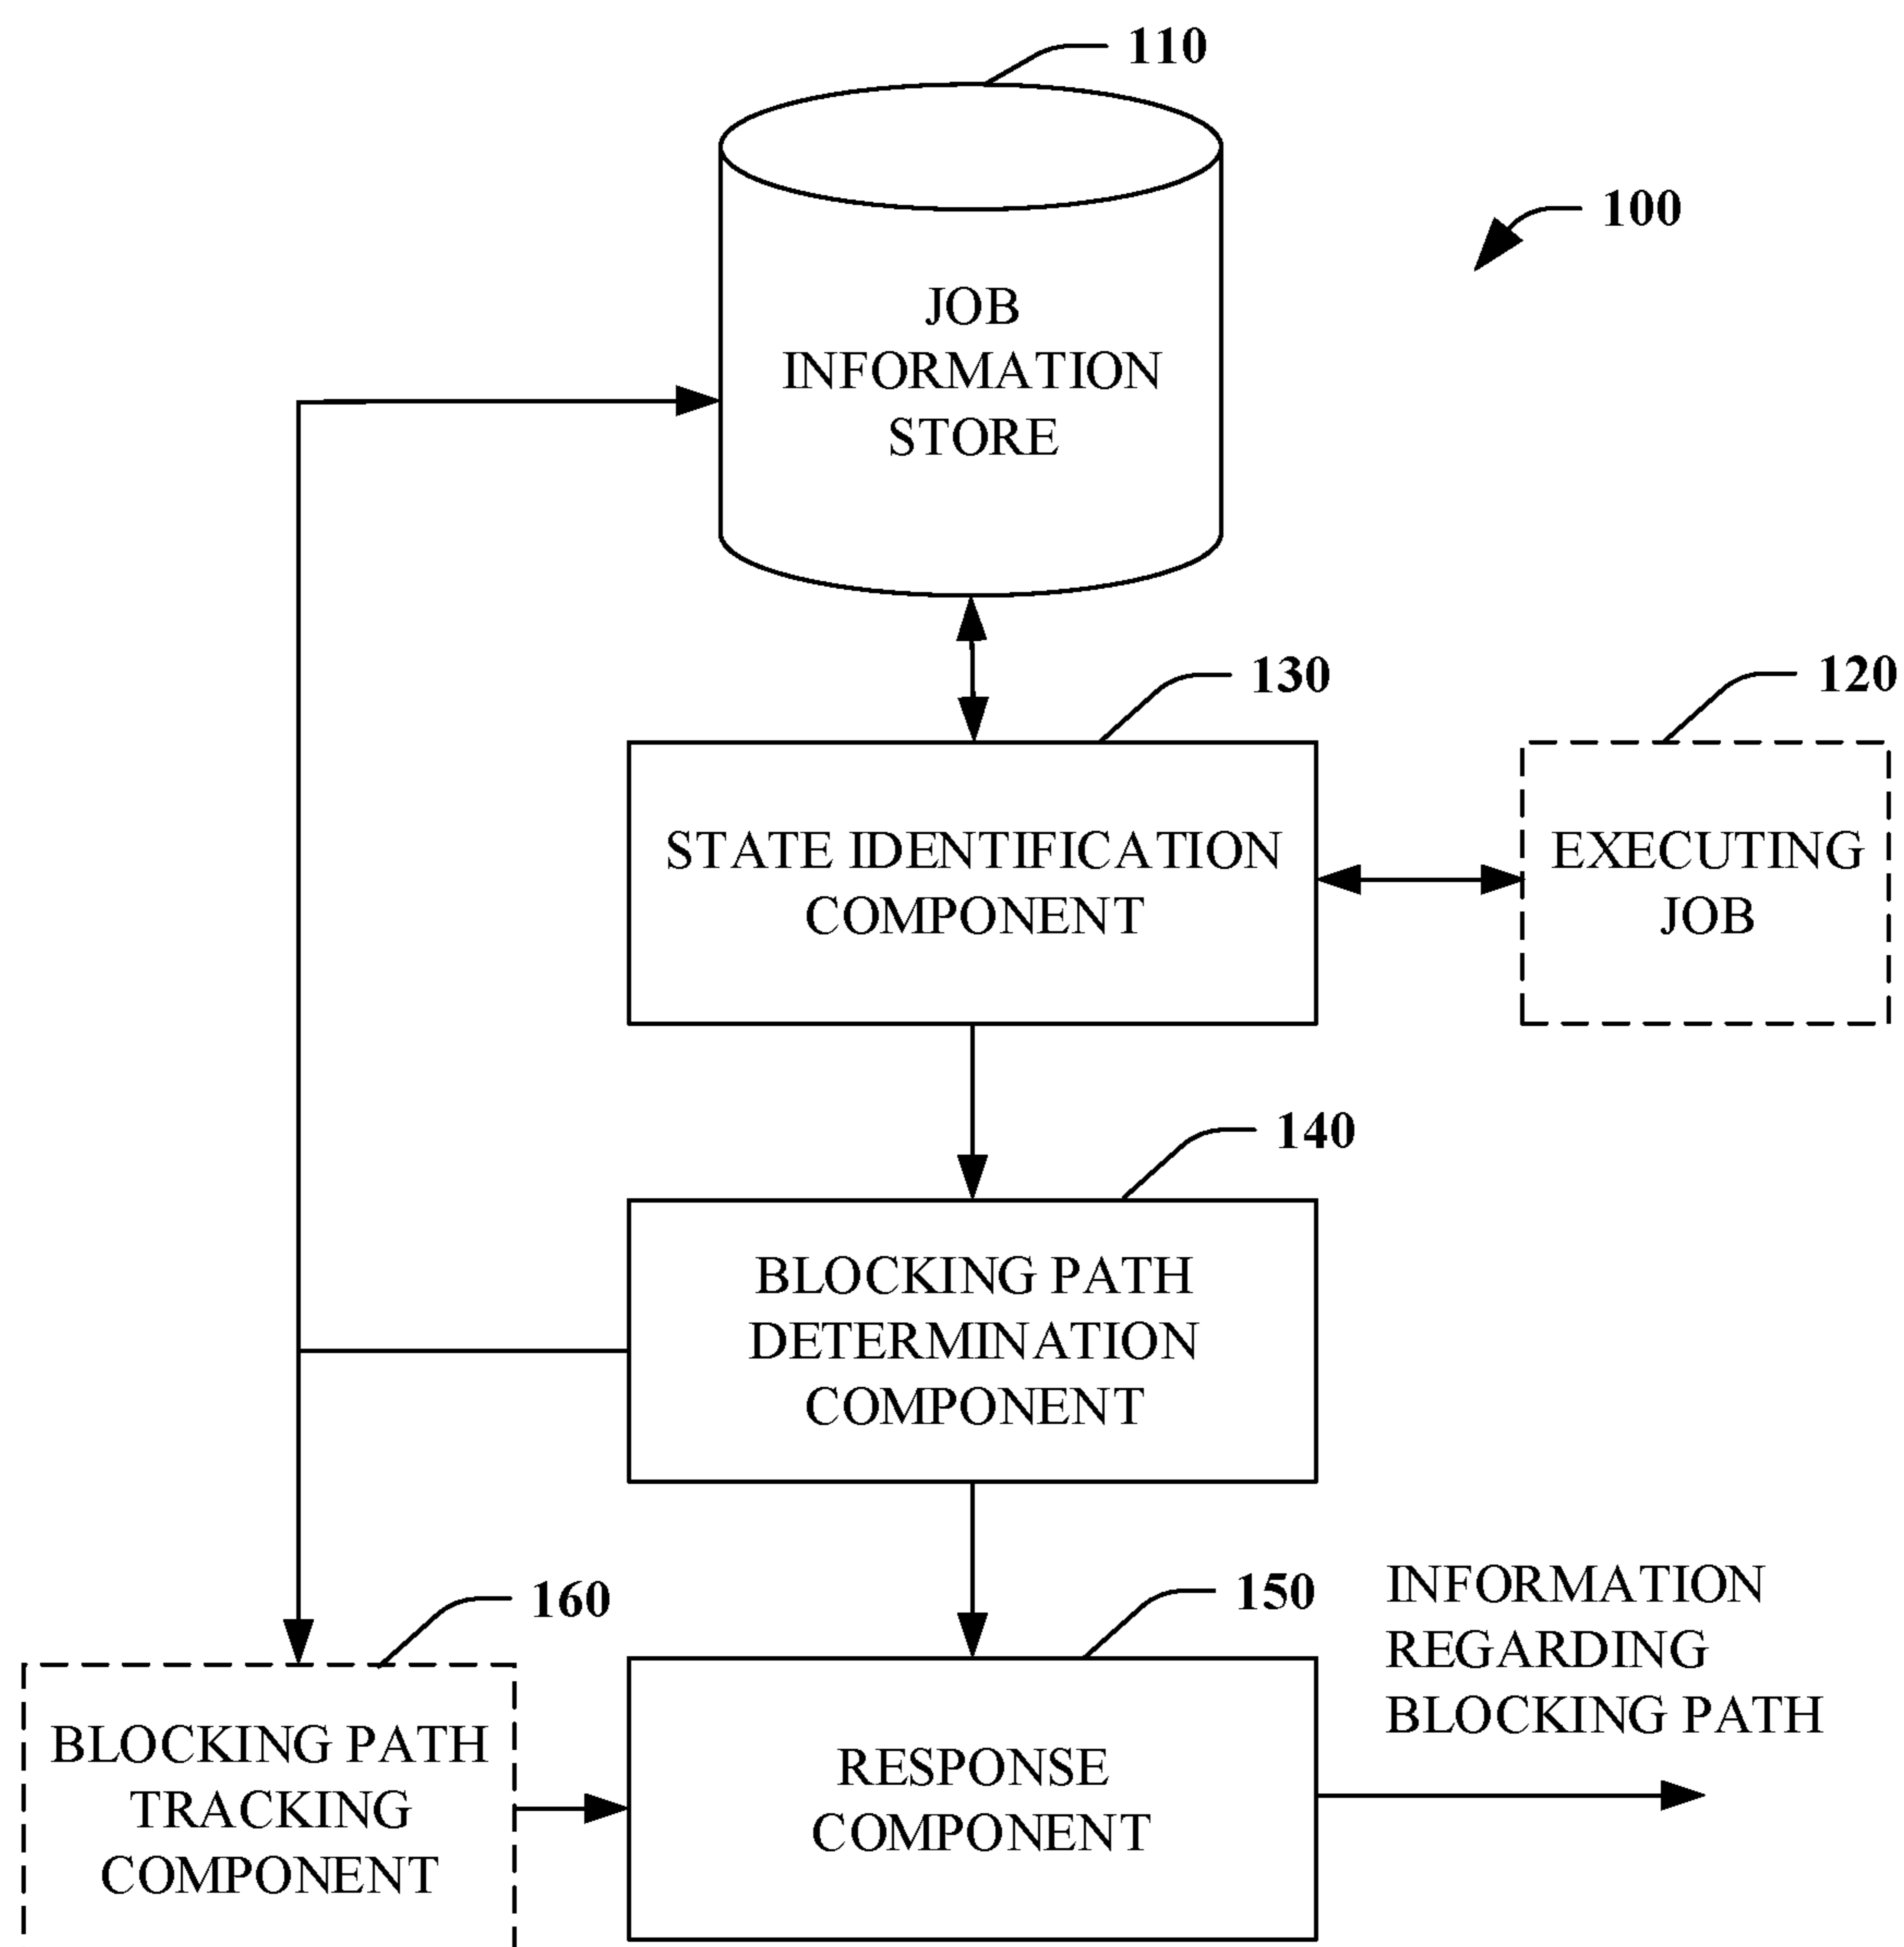 110
100
JOB
INFORMATION
STORE
130
120
STATE IDENTIFICATION
COMPONENT
EXECUTING
JOB
140
BLOCKING PATH
DETERMINATION
COMPONENT
160
150
INFORMATION
REGARDING
BLOCKING PATH
BLOCKING PATH
TRACKING
COMPONENT
RESPONSE
COMPONENT